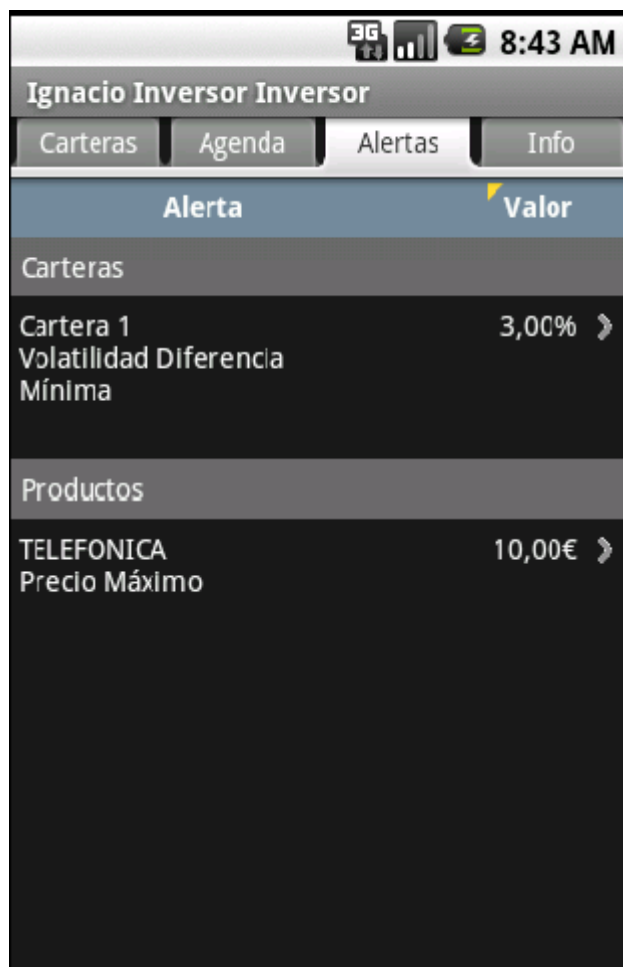 3G 8:43 AM
Ignacio Inversor Inversor
Carteras Agenda Alertas Info
Alerta Valor
Carteras
Cartera 1 3,00%
Volatilidad Diferencia
Mínima
Productos
TELEFONICA 10,00€
Precio Máximo